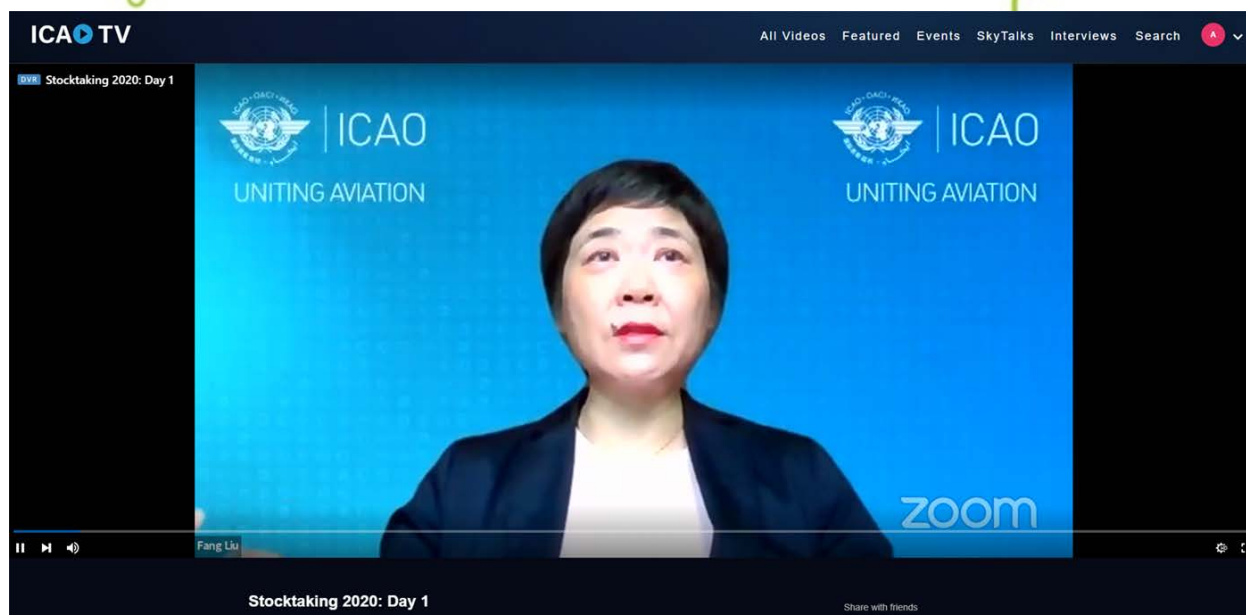 ICAO TV
All Videos Featured Events SkyTalks Interviews Search A
DVR Stocktaking 2020: Day 1
ICAO
UNITING AVIATION
ICAO
UNITING AVIATION
zoom
Fang Liu
Stocktaking 2020: Day 1
Share with friends